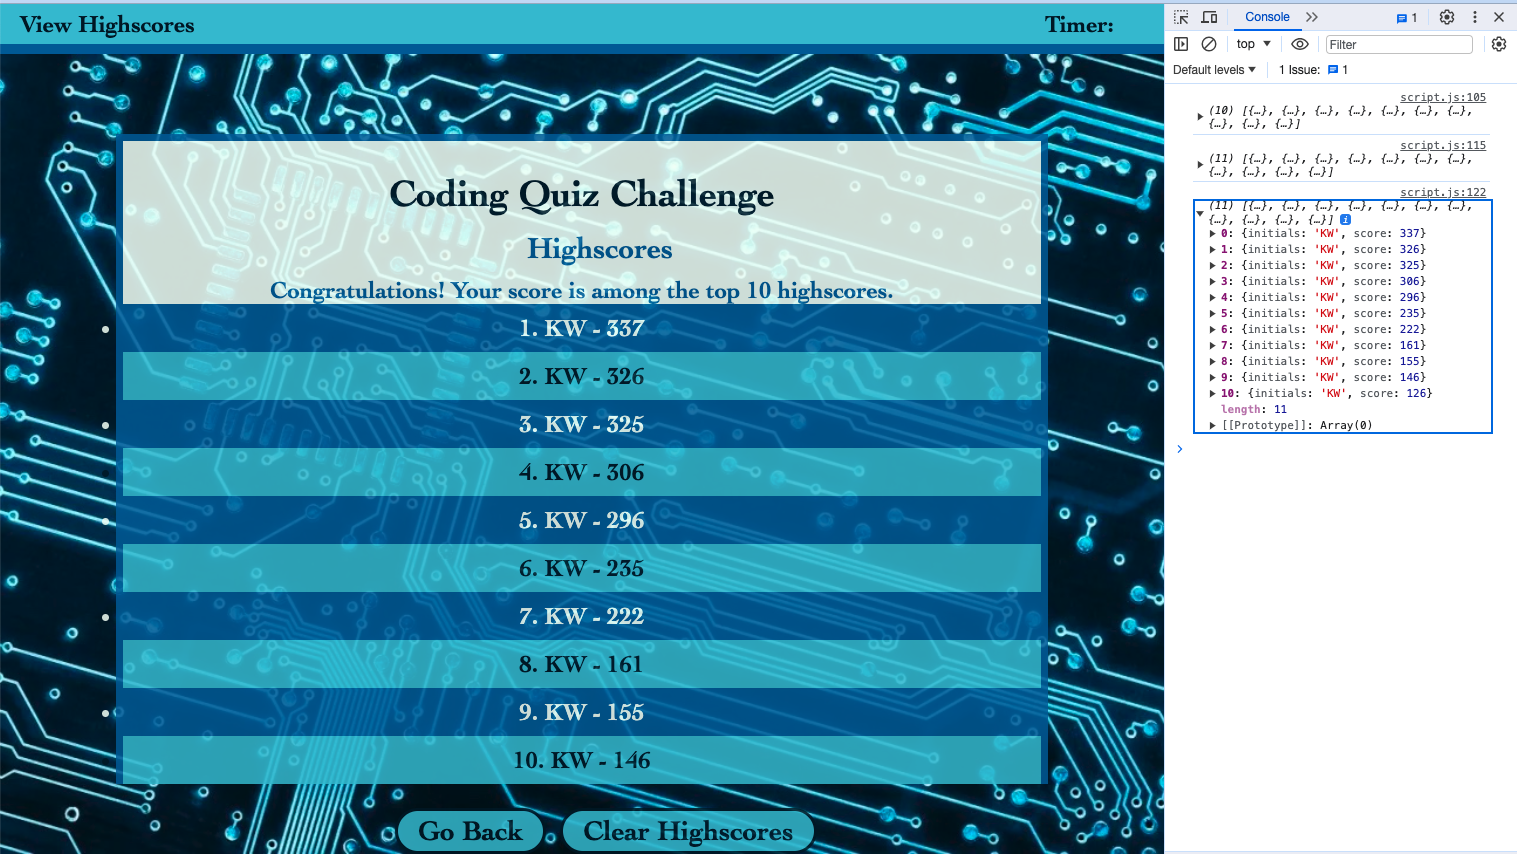 View Highscores
Timer:
Coding Quiz Challenge
Highscores
Congratulations! Your score is among the top 10 highscores.
1. KW - 337
2. KW - 326
3. KW - 325
4. KW - 306
5. KW - 296
6. KW - 235
7. KW - 222
8. KW - 161
9. KW - 155
10. KW - 146
Go Back
Clear Highscores
Console
1
top
Filter
Default levels
1 Issue:
1
script.js:105
(10) [{…}, {…}, {…}, {…}, {…}, {…}, {…},
{…}, {…}, {…}]
script.js:115
(11) [{…}, {…}, {…}, {…}, {…}, {…}, {…},
{…}, {…}, {…}, {…}]
script.js:122
(11) [{…}, {…}, {…}, {…}, {…}, {…}, {…},
{…}, {…}, {…}, {…}] i
0: {initials: 'KW', score: 337}
1: {initials: 'KW', score: 326}
2: {initials: 'KW', score: 325}
3: {initials: 'KW', score: 306}
4: {initials: 'KW', score: 296}
5: {initials: 'KW', score: 235}
6: {initials: 'KW', score: 222}
7: {initials: 'KW', score: 161}
8: {initials: 'KW', score: 155}
9: {initials: 'KW', score: 146}
10: {initials: 'KW', score: 126}
length: 11
[[Prototype]]: Array(0)